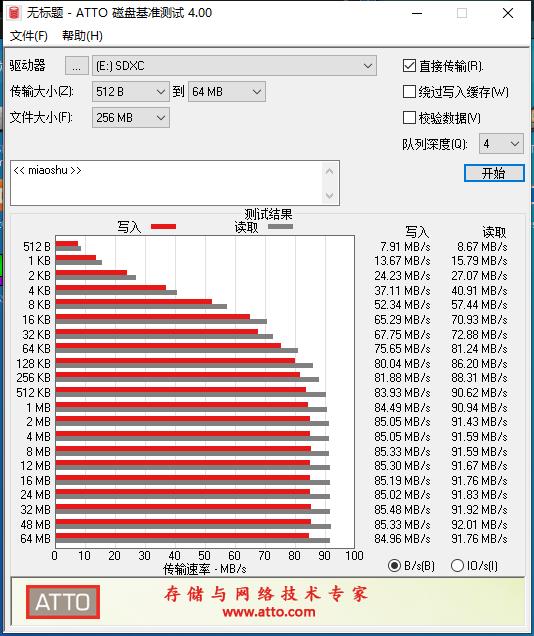 无标题 - ATTO 磁盘基准测试 4.00
文件(F) 帮助(H)
驱动器 ... (E:) SDXC
直接传输(R).
传输大小(Z): 512 B 到 64 MB
绕过写入缓存(W)
文件大小(F): 256 MB
校验数据(V)
队列深度(Q): 4
<< miaoshu >>
开始
测试结果
写入 读取 写入 读取
512 B 7.91 MB/s 8.67 MB/s
1 KB 13.67 MB/s 15.79 MB/s
2 KB 24.23 MB/s 27.07 MB/s
4 KB 37.11 MB/s 40.91 MB/s
8 KB 52.34 MB/s 57.44 MB/s
16 KB 65.29 MB/s 70.93 MB/s
32 KB 67.75 MB/s 72.88 MB/s
64 KB 75.65 MB/s 81.24 MB/s
128 KB 80.04 MB/s 86.20 MB/s
256 KB 81.88 MB/s 88.31 MB/s
512 KB 83.93 MB/s 90.62 MB/s
1 MB 84.49 MB/s 90.94 MB/s
2 MB 85.05 MB/s 91.43 MB/s
4 MB 85.05 MB/s 91.59 MB/s
8 MB 85.33 MB/s 91.59 MB/s
12 MB 85.30 MB/s 91.67 MB/s
16 MB 85.19 MB/s 91.76 MB/s
24 MB 85.02 MB/s 91.83 MB/s
32 MB 85.48 MB/s 91.92 MB/s
48 MB 85.33 MB/s 92.01 MB/s
64 MB 84.96 MB/s 91.76 MB/s
0 10 20 30 40 50 60 70 80 90 100
传输速率 - MB/s
B/s(B) IO/s(I)
ATTO
存储与网络技术专家
www.atto.com